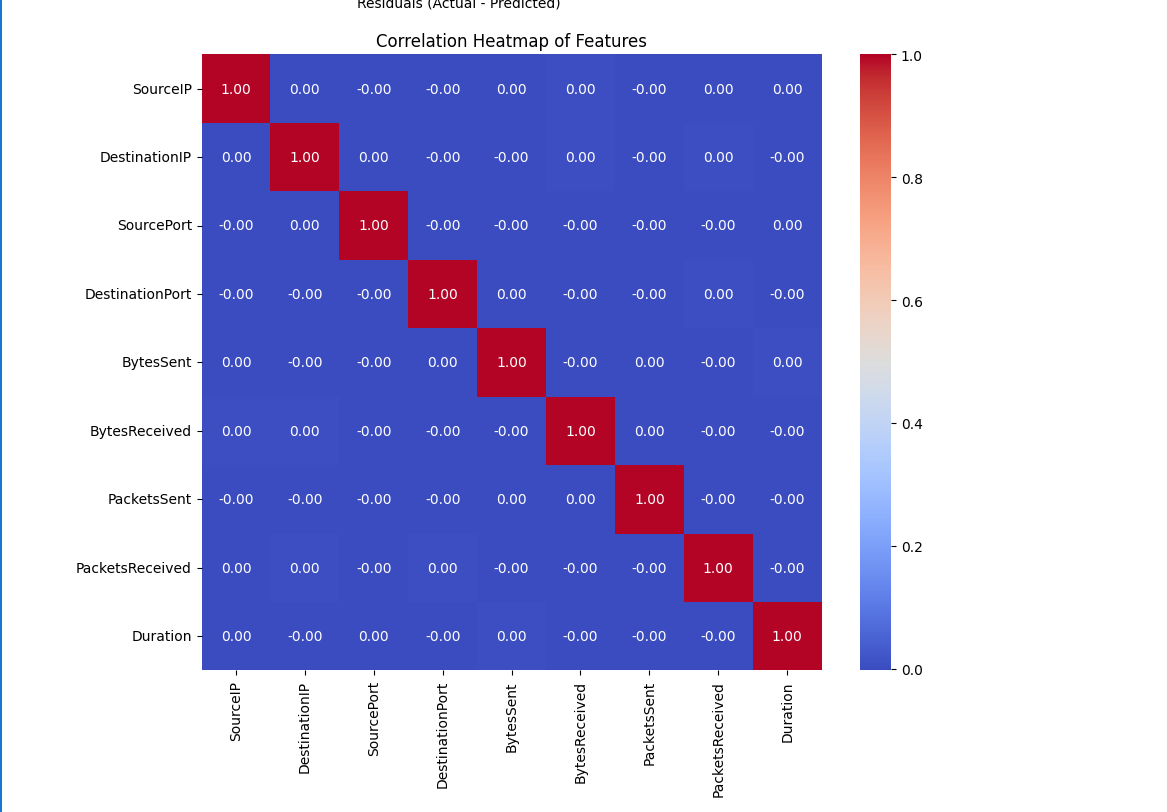 Residuals (Actual - Predicted)
Correlation Heatmap of Features
SourceIP 1.00 0.00 -0.00 -0.00 0.00 0.00 -0.00 0.00 0.00
DestinationIP 0.00 1.00 0.00 -0.00 -0.00 0.00 -0.00 0.00 -0.00
SourcePort -0.00 0.00 1.00 -0.00 -0.00 -0.00 -0.00 -0.00 0.00
DestinationPort -0.00 -0.00 -0.00 1.00 0.00 -0.00 -0.00 0.00 -0.00
BytesSent 0.00 -0.00 -0.00 0.00 1.00 -0.00 0.00 -0.00 0.00
BytesReceived 0.00 0.00 -0.00 -0.00 -0.00 1.00 0.00 -0.00 -0.00
PacketsSent -0.00 -0.00 -0.00 -0.00 0.00 0.00 1.00 -0.00 -0.00
PacketsReceived 0.00 0.00 -0.00 0.00 -0.00 -0.00 -0.00 1.00 -0.00
Duration 0.00 -0.00 0.00 -0.00 0.00 -0.00 -0.00 -0.00 1.00
SourceIP
DestinationIP
SourcePort
DestinationPort
BytesSent
BytesReceived
PacketsSent
PacketsReceived
Duration
1.0
0.8
0.6
0.4
0.2
0.0